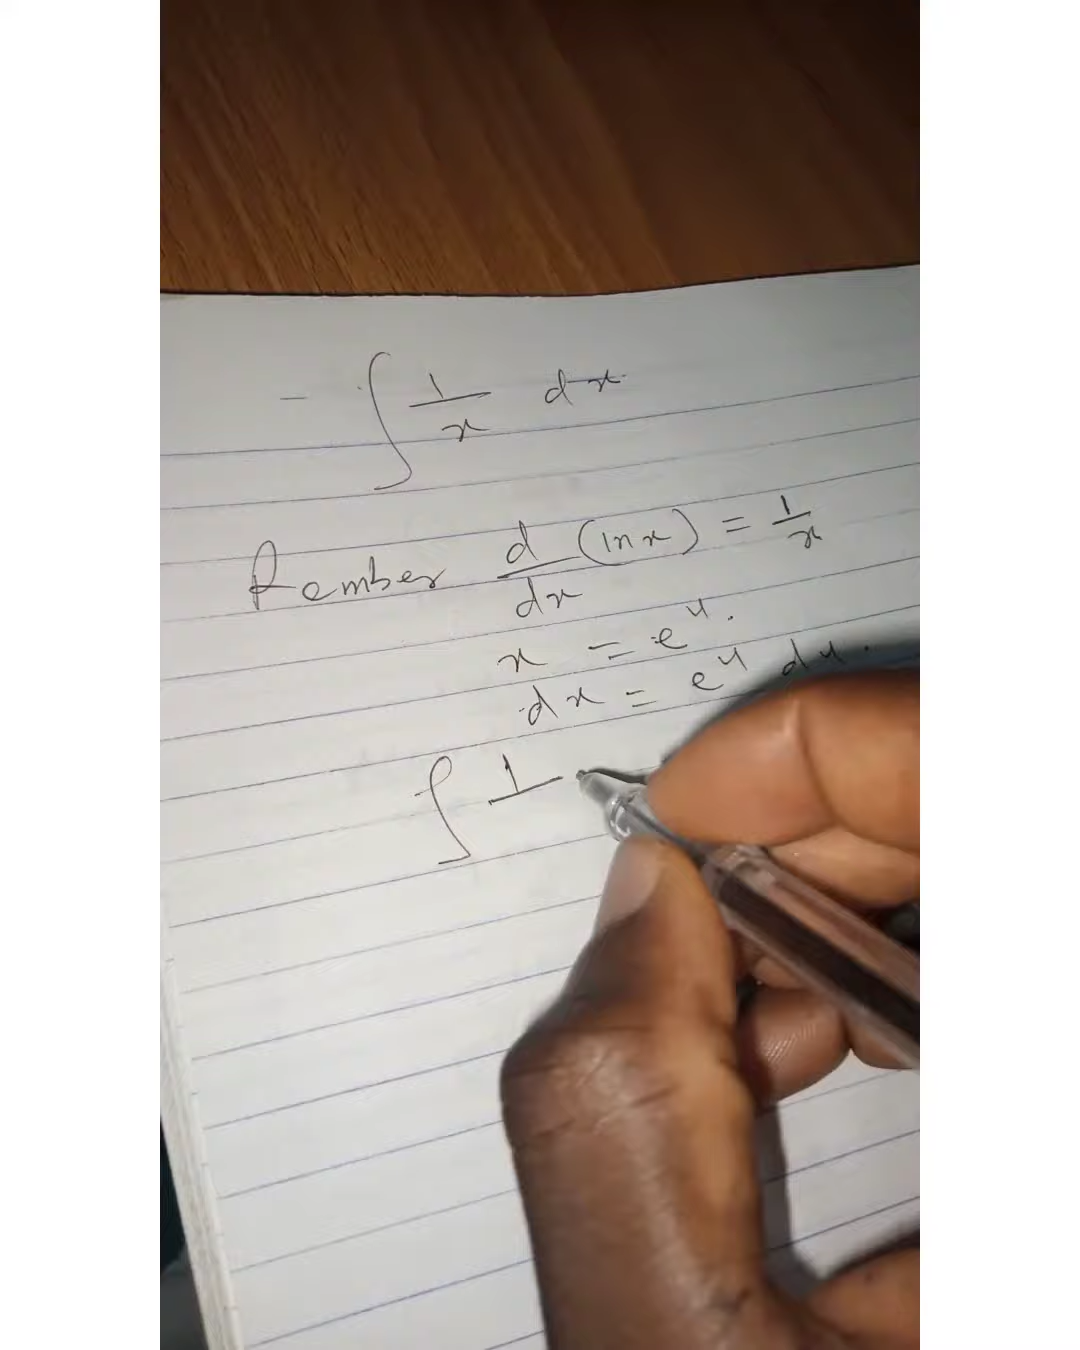 - ∫ 1/x dx
Rember d/dx (ln x) = 1/x
x = e^u.
dx = e^u du.
∫ 1